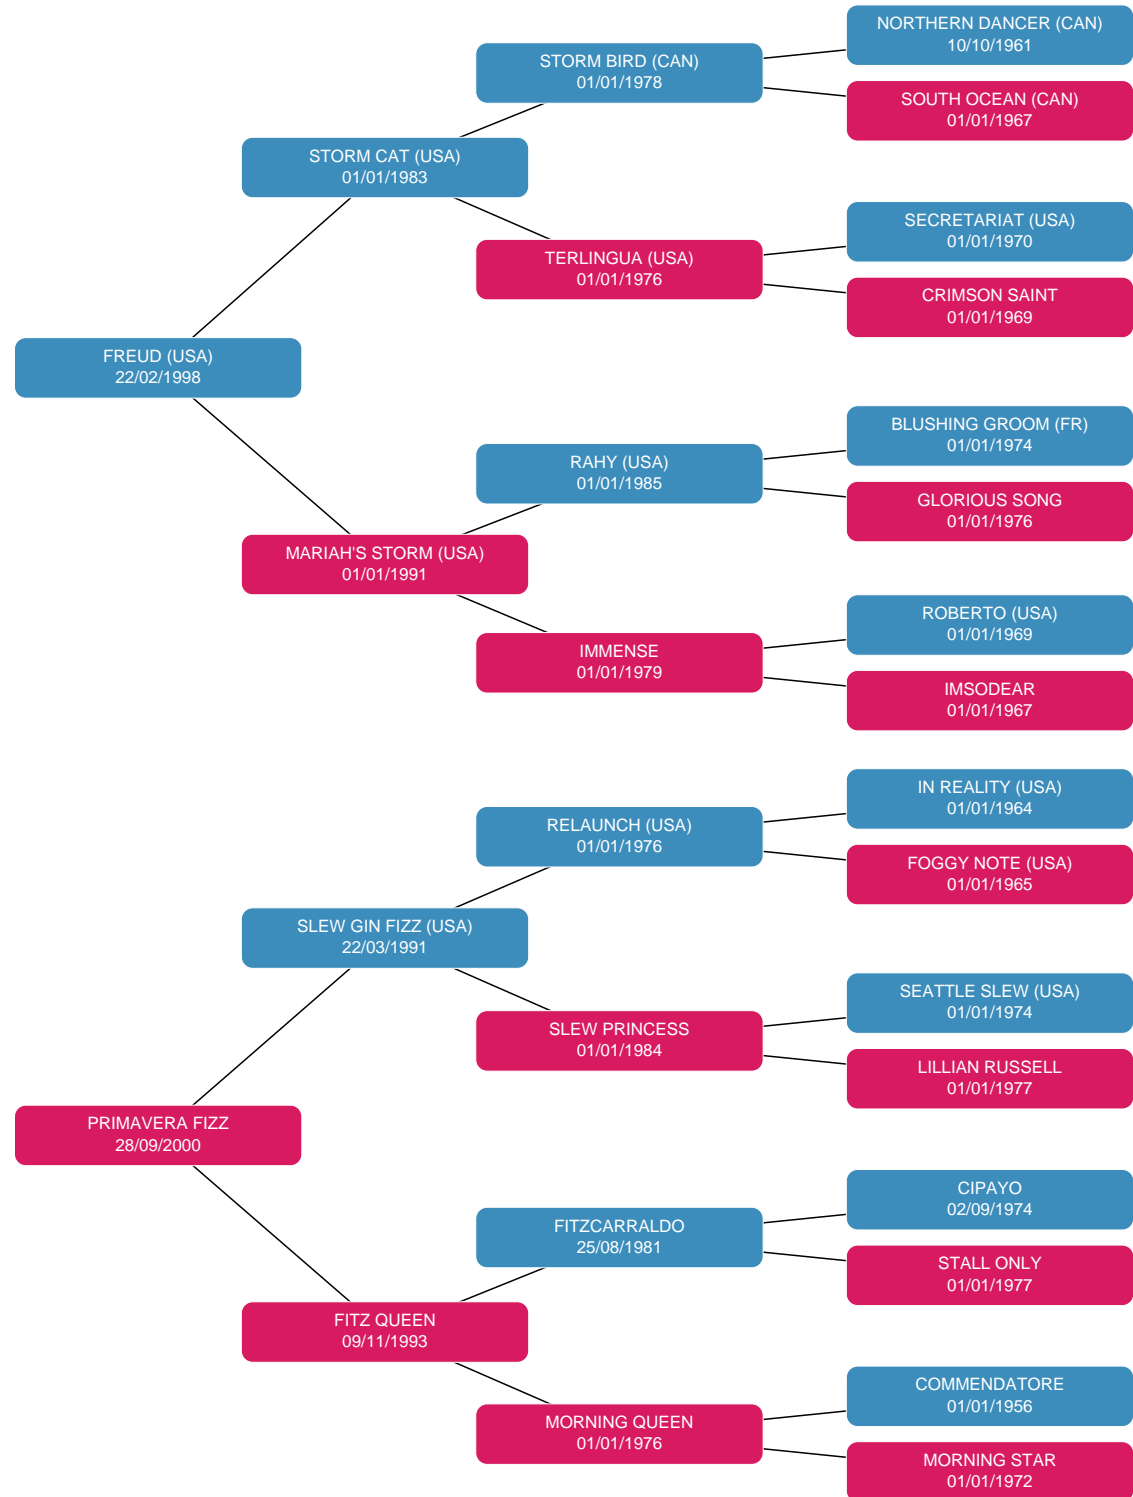 NORTHERN DANCER (CAN)
10/10/1961
STORM BIRD (CAN)
01/01/1978
SOUTH OCEAN (CAN)
01/01/1967
STORM CAT (USA)
01/01/1983
SECRETARIAT (USA)
01/01/1970
TERLINGUA (USA)
01/01/1976
CRIMSON SAINT
01/01/1969
FREUD (USA)
22/02/1998
BLUSHING GROOM (FR)
01/01/1974
RAHY (USA)
01/01/1985
GLORIOUS SONG
01/01/1976
MARIAH'S STORM (USA)
01/01/1991
ROBERTO (USA)
01/01/1969
IMMENSE
01/01/1979
IMSODEAR
01/01/1967
IN REALITY (USA)
01/01/1964
RELAUNCH (USA)
01/01/1976
FOGGY NOTE (USA)
01/01/1965
SLEW GIN FIZZ (USA)
22/03/1991
SEATTLE SLEW (USA)
01/01/1974
SLEW PRINCESS
01/01/1984
LILLIAN RUSSELL
01/01/1977
PRIMAVERA FIZZ
28/09/2000
CIPAYO
02/09/1974
FITZCARRALDO
25/08/1981
STALL ONLY
01/01/1977
FITZ QUEEN
09/11/1993
COMMENDATORE
01/01/1956
MORNING QUEEN
01/01/1976
MORNING STAR
01/01/1972